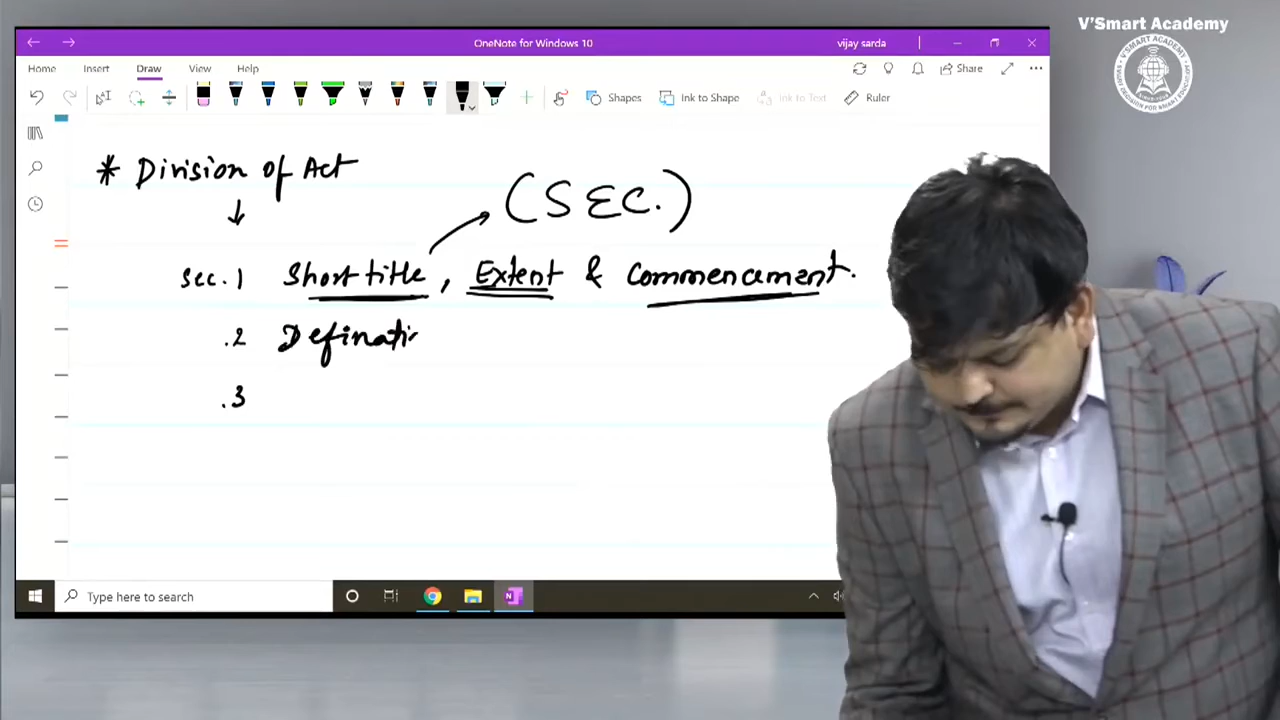 V'Smart Academy
OneNote for Windows 10
vijay sarda
Home Insert Draw View Help
Share
Shapes Ink to Shape Ink to Text Ruler
* Division of Act
(SEC.)
Sec. 1 Short title, Extent & Commencement.
.2 Definati
.3
Type here to search